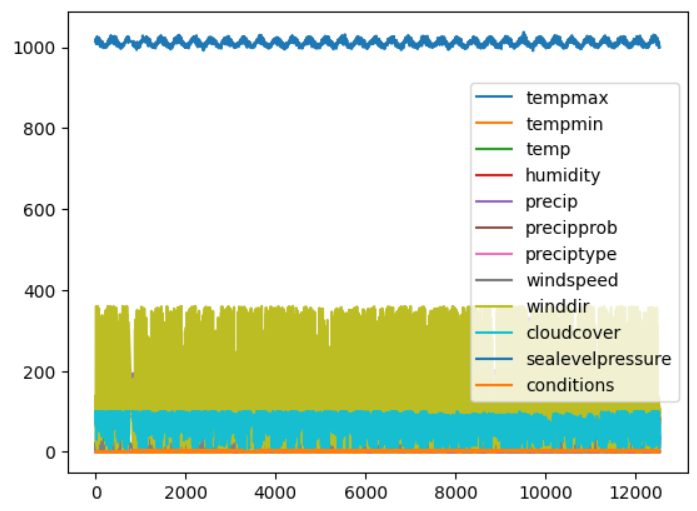 1000
800
600
400
200
0
tempmax
tempmin
temp
humidity
precip
precipprob
preciptype
windspeed
winddir
cloudcover
sealevelpressure
conditions
0 2000 4000 6000 8000 10000 12000